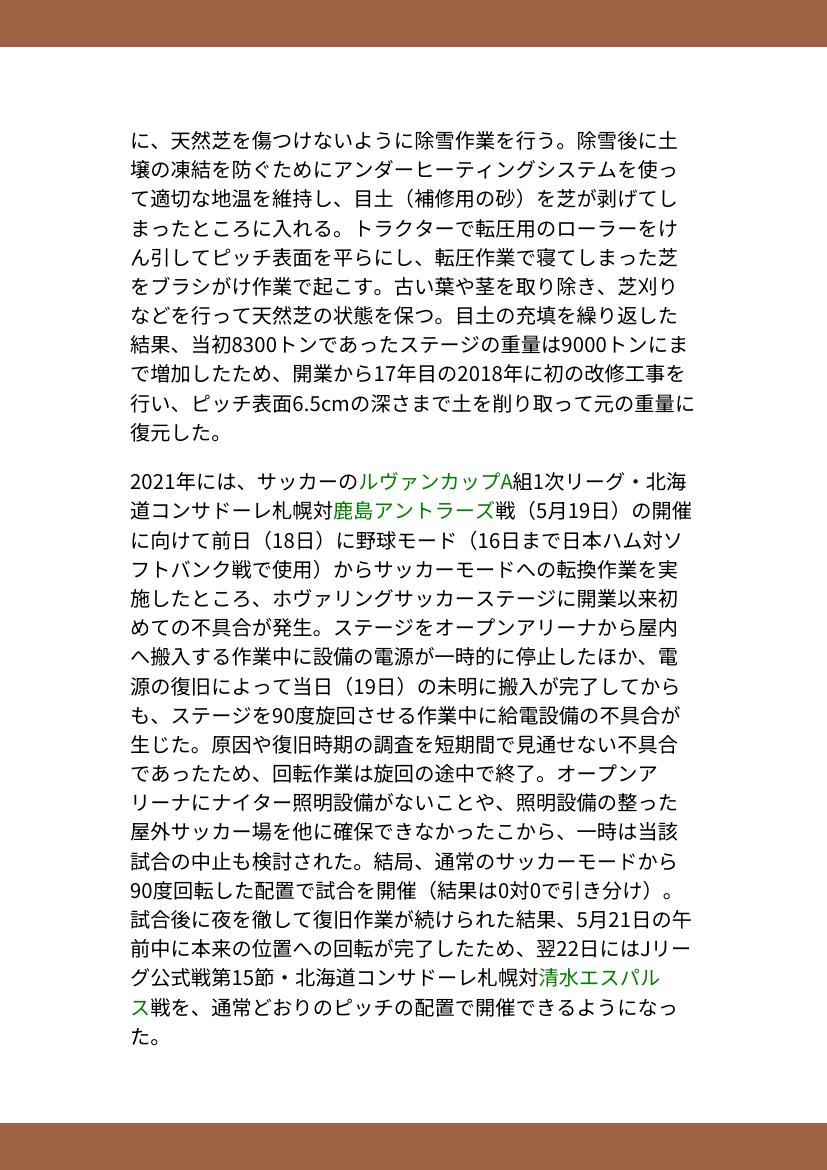 に、天然芝を傷つけないように除雪作業を行う。除雪後に土
壌の凍結を防ぐためにアンダーヒーティングシステムを使っ
て適切な地温を維持し、目土（補修用の砂）を芝が剥げてし
まったところに入れる。トラクターで転圧用のローラーをけ
ん引してピッチ表面を平らにし、転圧作業で寝てしまった芝
をブラシがけ作業で起こす。古い葉や茎を取り除き、芝刈り
などを行って天然芝の状態を保つ。目土の充填を繰り返した
結果、当初8300トンであったステージの重量は9000トンにま
で増加したため、開業から17年目の2018年に初の改修工事を
行い、ピッチ表面6.5cmの深さまで土を削り取って元の重量に
復元した。
2021年には、サッカーのルヴァンカップA組1次リーグ・北海
道コンサドーレ札幌対鹿島アントラーズ戦（5月19日）の開催
に向けて前日（18日）に野球モード（16日まで日本ハム対ソ
フトバンク戦で使用）からサッカーモードへの転換作業を実
施したところ、ホヴァリングサッカーステージに開業以来初
めての不具合が発生。ステージをオープンアリーナから屋内
へ搬入する作業中に設備の電源が一時的に停止したほか、電
源の復旧によって当日（19日）の未明に搬入が完了してから
も、ステージを90度旋回させる作業中に給電設備の不具合が
生じた。原因や復旧時期の調査を短期間で見通せない不具合
であったため、回転作業は旋回の途中で終了。オープンア
リーナにナイター照明設備がないことや、照明設備の整った
屋外サッカー場を他に確保できなかったこから、一時は当該
試合の中止も検討された。結局、通常のサッカーモードから
90度回転した配置で試合を開催（結果は0対0で引き分け）。
試合後に夜を徹して復旧作業が続けられた結果、5月21日の午
前中に本来の位置への回転が完了したため、翌22日にはJリー
グ公式戦第15節・北海道コンサドーレ札幌対清水エスパル
ス戦を、通常どおりのピッチの配置で開催できるようになっ
た。